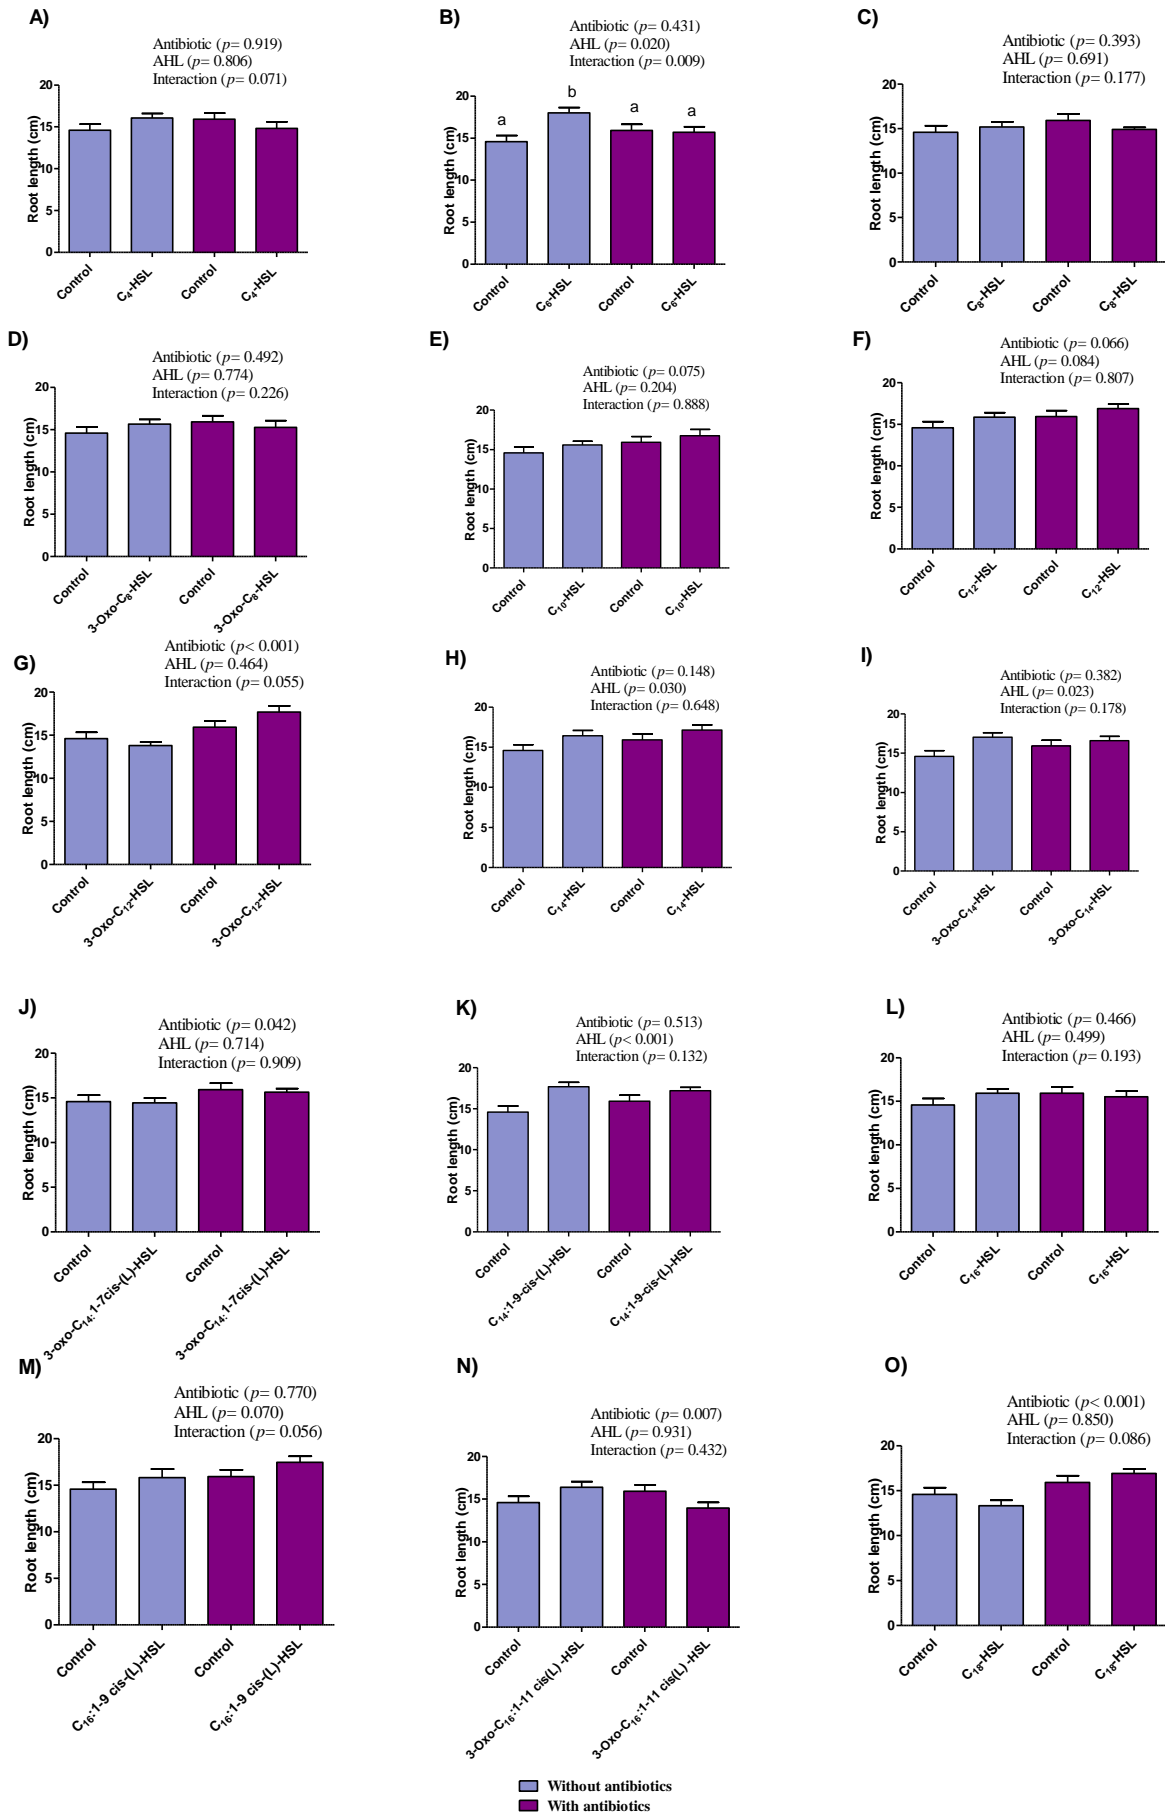 A)
Antibiotic (p= 0.919)
AHL (p= 0.806)
Interaction (p= 0.071)
Root length (cm)
20
15
10
5
0
Control
C4-HSL
Control
C4-HSL
B)
Antibiotic (p= 0.431)
AHL (p= 0.020)
Interaction (p= 0.009)
Root length (cm)
20
15
10
5
0
a
b
a
a
Control
C6-HSL
Control
C6-HSL
C)
Antibiotic (p= 0.393)
AHL (p= 0.691)
Interaction (p= 0.177)
Root length (cm)
20
15
10
5
0
Control
C8-HSL
Control
C8-HSL
D)
Antibiotic (p= 0.492)
AHL (p= 0.774)
Interaction (p= 0.226)
Root length (cm)
20
15
10
5
0
Control
3-Oxo-C8-HSL
Control
3-Oxo-C8-HSL
E)
Antibiotic (p= 0.075)
AHL (p= 0.204)
Interaction (p= 0.888)
Root length (cm)
20
15
10
5
0
Control
C10-HSL
Control
C10-HSL
F)
Antibiotic (p= 0.066)
AHL (p= 0.084)
Interaction (p= 0.807)
Root length (cm)
20
15
10
5
0
Control
C12-HSL
Control
C12-HSL
G)
Antibiotic (p< 0.001)
AHL (p= 0.464)
Interaction (p= 0.055)
Root length (cm)
20
15
10
5
0
Control
3-Oxo-C12-HSL
Control
3-Oxo-C12-HSL
H)
Antibiotic (p= 0.148)
AHL (p= 0.030)
Interaction (p= 0.648)
Root length (cm)
20
15
10
5
0
Control
C14-HSL
Control
C14-HSL
I)
Antibiotic (p= 0.382)
AHL (p= 0.023)
Interaction (p= 0.178)
Root length (cm)
20
15
10
5
0
Control
3-Oxo-C14-HSL
Control
3-Oxo-C14-HSL
J)
Antibiotic (p= 0.042)
AHL (p= 0.714)
Interaction (p= 0.909)
Root length (cm)
20
15
10
5
0
Control
3-oxo-C14:1-7cis-(L)-HSL
Control
3-oxo-C14:1-7cis-(L)-HSL
K)
Antibiotic (p= 0.513)
AHL (p< 0.001)
Interaction (p= 0.132)
Root length (cm)
20
15
10
5
0
Control
C14:1-9-cis-(L)-HSL
Control
C14:1-9-cis-(L)-HSL
L)
Antibiotic (p= 0.466)
AHL (p= 0.499)
Interaction (p= 0.193)
Root length (cm)
20
15
10
5
0
Control
C16-HSL
Control
C16-HSL
M)
Antibiotic (p= 0.770)
AHL (p= 0.070)
Interaction (p= 0.056)
Root length (cm)
20
15
10
5
0
Control
C16:1-9 cis-(L)-HSL
Control
C16:1-9 cis-(L)-HSL
N)
Antibiotic (p= 0.007)
AHL (p= 0.931)
Interaction (p= 0.432)
Root length (cm)
20
15
10
5
0
Control
3-Oxo-C16:1-11 cis(L) -HSL
Control
3-Oxo-C16:1-11 cis(L) -HSL
O)
Antibiotic (p< 0.001)
AHL (p= 0.850)
Interaction (p= 0.086)
Root length (cm)
20
15
10
5
0
Control
C18-HSL
Control
C18-HSL
Without antibiotics
With antibiotics